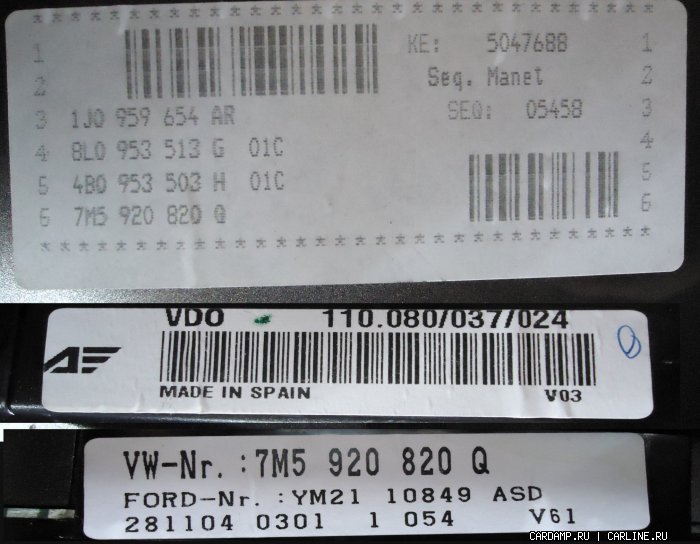 * * * * * * * * * * * * * * * * * * * * * * * * * * * * *
1 KE: 5047688 1
2 Seq. Manet 2
3 1J0 959 654 AR SEQ: 05458 3
4 8L0 953 513 G 01C 4
5 4B0 953 503 H 01C 5
6 7M5 920 820 Q 6
* * * * * * * * * * * * * * * * * * * * * * * * * * * * *
VDO 110.080/037/024
MADE IN SPAIN V03
VW-Nr.:7M5 920 820 Q
FORD-Nr.:YM21 10849 ASD
281104 0301 1 054 V61
CARDAMP.RU | CARLINE.RU